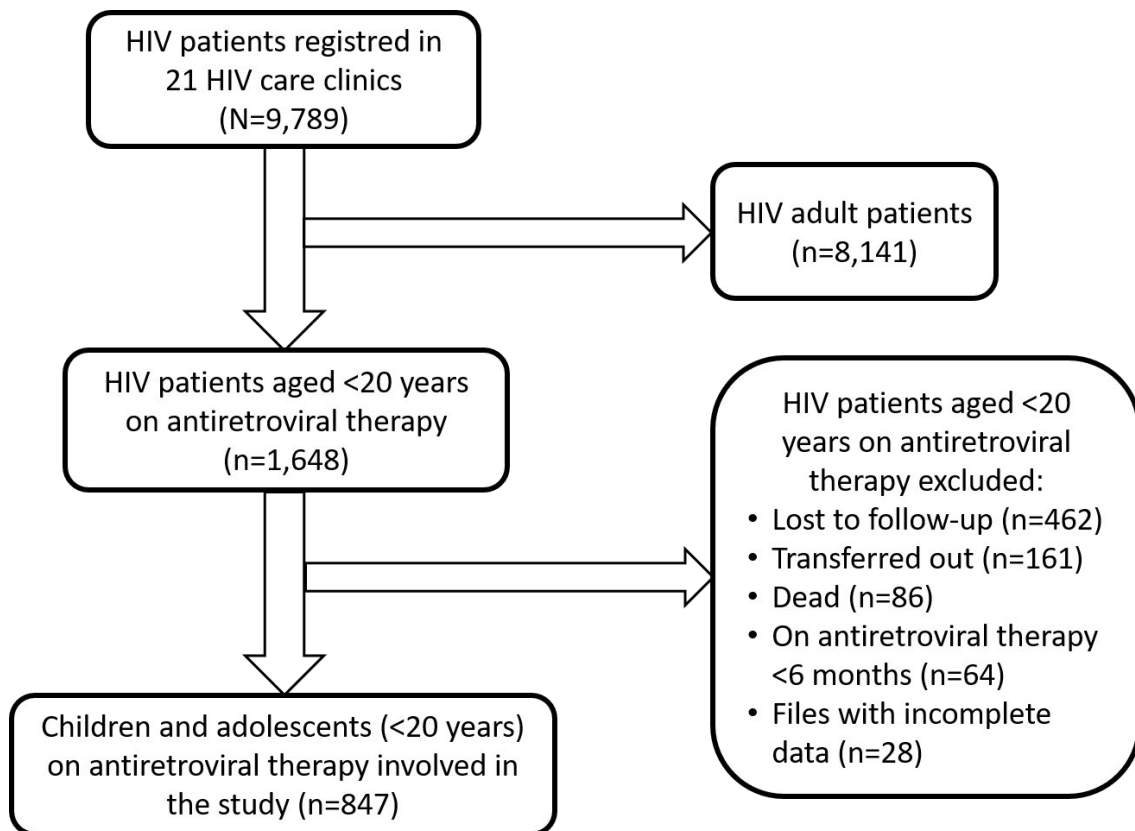 HIV patients registred in
21 HIV care clinics
(N=9,789)
HIV adult patients
(n=8,141)
HIV patients aged <20 years
on antiretroviral therapy
(n=1,648)
HIV patients aged <20
years on antiretroviral
therapy excluded:
• Lost to follow-up (n=462)
• Transferred out (n=161)
• Dead (n=86)
• On antiretroviral therapy
<6 months (n=64)
• Files with incomplete
data (n=28)
Children and adolescents (<20 years)
on antiretroviral therapy involved in
the study (n=847)